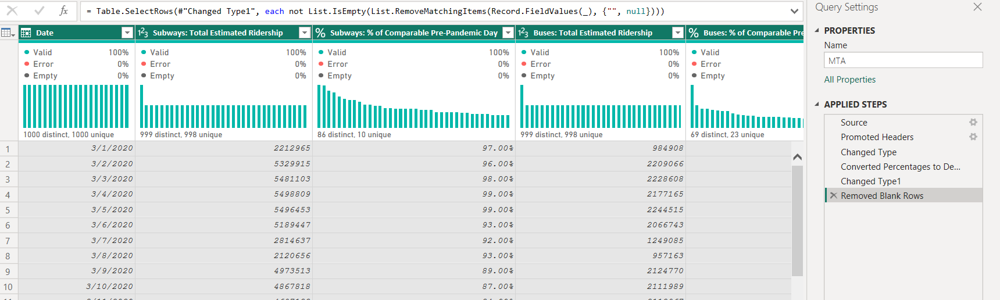 = Table.SelectRows(#"Changed Type1", each not List.IsEmpty(List.RemoveMatchingItems(Record.FieldValues(_), {"", null})))
Query Settings
PROPERTIES
Name
MTA
All Properties
APPLIED STEPS
Source
Promoted Headers
Changed Type
Converted Percentages to De...
Changed Type1
Removed Blank Rows
Date 1²3 Subways: Total Estimated Ridership % Subways: % of Comparable Pre-Pandemic Day 1²3 Buses: Total Estimated Ridership % Buses: % of Comparable Pre
Valid 100% Valid 100% Valid 100% Valid 100% Valid
Error 0% Error 0% Error 0% Error 0% Error
Empty 0% Empty 0% Empty 0% Empty 0% Empty
1000 distinct, 1000 unique 999 distinct, 998 unique 86 distinct, 10 unique 999 distinct, 998 unique 69 distinct, 23 unique
1 3/1/2020 2212965 97.00% 984908
2 3/2/2020 5329915 96.00% 2209066
3 3/3/2020 5481103 98.00% 2228608
4 3/4/2020 5498809 99.00% 2177165
5 3/5/2020 5496453 99.00% 2244515
6 3/6/2020 5189447 93.00% 2066743
7 3/7/2020 2814637 92.00% 1249085
8 3/8/2020 2120656 93.00% 957163
9 3/9/2020 4973513 89.00% 2124770
10 3/10/2020 4867818 87.00% 2111989